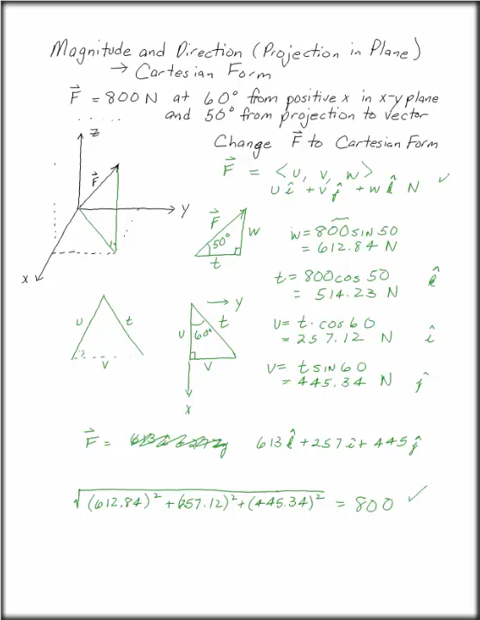 Magnitude and Direction (Projection in Plane)
→ Cartesian Form
F⃗ = 800 N at 60° from positive x in x-y plane
and 50° from projection to vector
Change F⃗ to Cartesian Form
F⃗ = <u, v, w>
uî + vĵ + wk̂ N ✓
z
F⃗
y
x
F⃗
50°
w
t
w = 800 sin 50
= 612.84 N
t = 800 cos 50 k̂
= 514.23 N
u t
v
→ y
u 60° t
v
x
u = t · cos 60
= 257.12 N î
v = t sin 60
= 445.34 N ĵ
F⃗ = 613k̂ + 257î + 445ĵ
√(612.84)² + (257.12)² + (445.34)² = 800 ✓